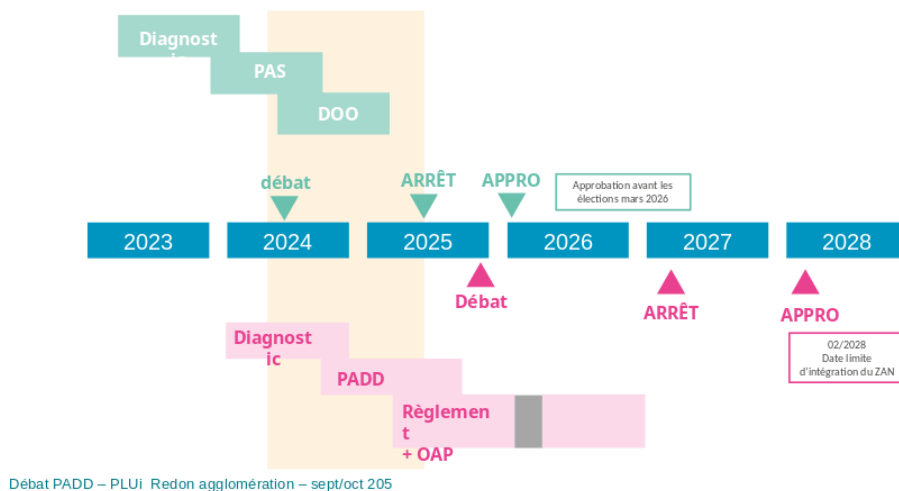 Diagnost
ic
PAS
DOO
débat
ARRÊT
APPRO
Approbation avant les
élections mars 2026
2023
2024
2025
2026
2027
2028
Débat
ARRÊT
APPRO
02/2028
Date limite
d'intégration du ZAN
Diagnost
ic
PADD
Règlemen
t
+ OAP
Débat PADD – PLUi Redon agglomération – sept/oct 205